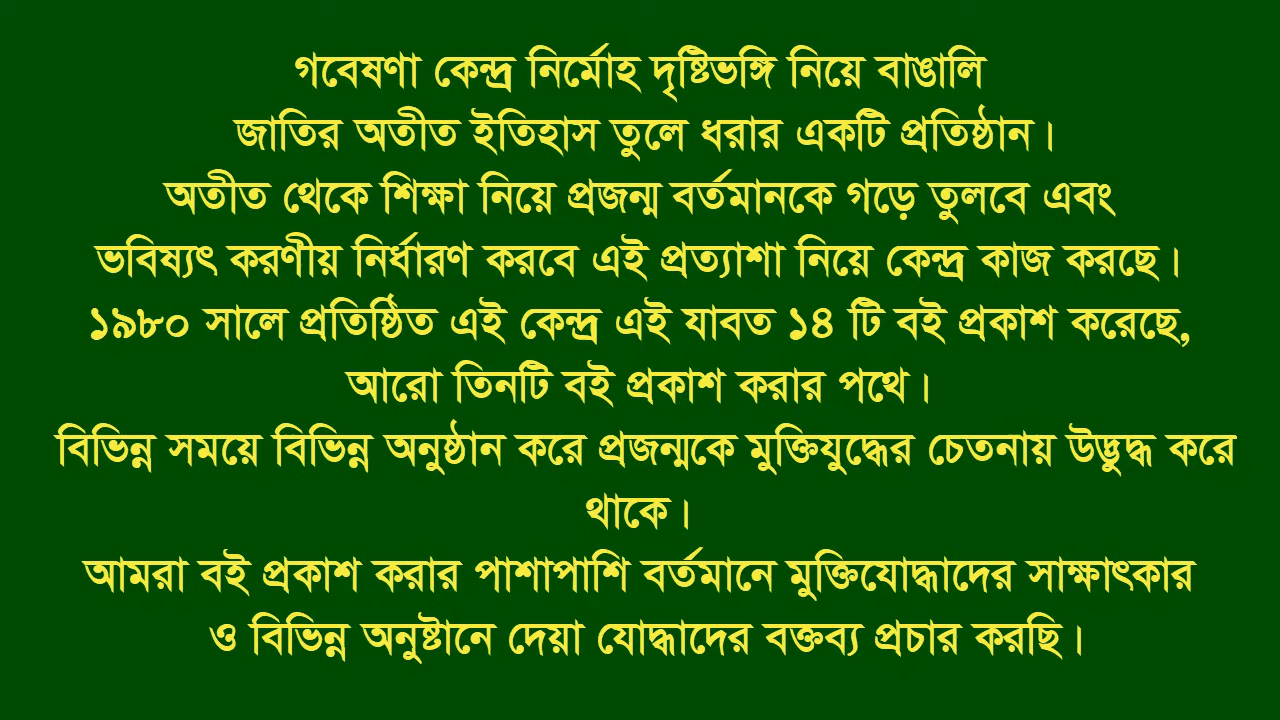 গবেষণা কেন্দ্র নির্মোহ দৃষ্টিভঙ্গি নিয়ে বাঙালি
জাতির অতীত ইতিহাস তুলে ধরার একটি প্রতিষ্ঠান।
অতীত থেকে শিক্ষা নিয়ে প্রজন্ম বর্তমানকে গড়ে তুলবে এবং
ভবিষ্যৎ করণীয় নির্ধারণ করবে এই প্রত্যাশা নিয়ে কেন্দ্র কাজ করছে।
১৯৮০ সালে প্রতিষ্ঠিত এই কেন্দ্র এই যাবত ১৪ টি বই প্রকাশ করেছে,
আরো তিনটি বই প্রকাশ করার পথে।
বিভিন্ন সময়ে বিভিন্ন অনুষ্ঠান করে প্রজন্মকে মুক্তিযুদ্ধের চেতনায় উদ্ভুদ্ধ করে
থাকে।
আমরা বই প্রকাশ করার পাশাপাশি বর্তমানে মুক্তিযোদ্ধাদের সাক্ষাৎকার
ও বিভিন্ন অনুষ্টানে দেয়া যোদ্ধাদের বক্তব্য প্রচার করছি।